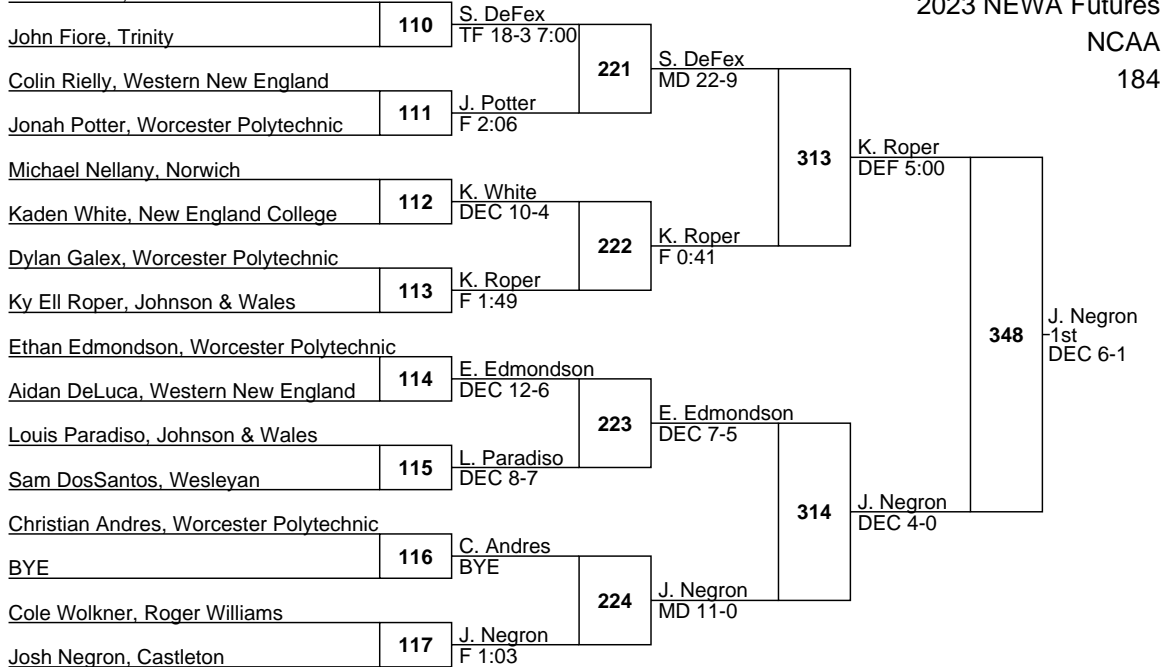 2023 NEWA Futures
NCAA
184
John Fiore, Trinity
110
S. DeFex
TF 18-3 7:00
Colin Rielly, Western New England
Jonah Potter, Worcester Polytechnic
111
J. Potter
F 2:06
221
S. DeFex
MD 22-9
Michael Nellany, Norwich
Kaden White, New England College
112
K. White
DEC 10-4
Dylan Galex, Worcester Polytechnic
Ky Ell Roper, Johnson & Wales
113
K. Roper
F 1:49
222
K. Roper
F 0:41
313
K. Roper
DEF 5:00
Ethan Edmondson, Worcester Polytechnic
Aidan DeLuca, Western New England
114
E. Edmondson
DEC 12-6
Louis Paradiso, Johnson & Wales
Sam DosSantos, Wesleyan
115
L. Paradiso
DEC 8-7
223
E. Edmondson
DEC 7-5
Christian Andres, Worcester Polytechnic
BYE
116
C. Andres
BYE
Cole Wolkner, Roger Williams
Josh Negron, Castleton
117
J. Negron
F 1:03
224
J. Negron
MD 11-0
314
J. Negron
DEC 4-0
348
J. Negron
1st
DEC 6-1